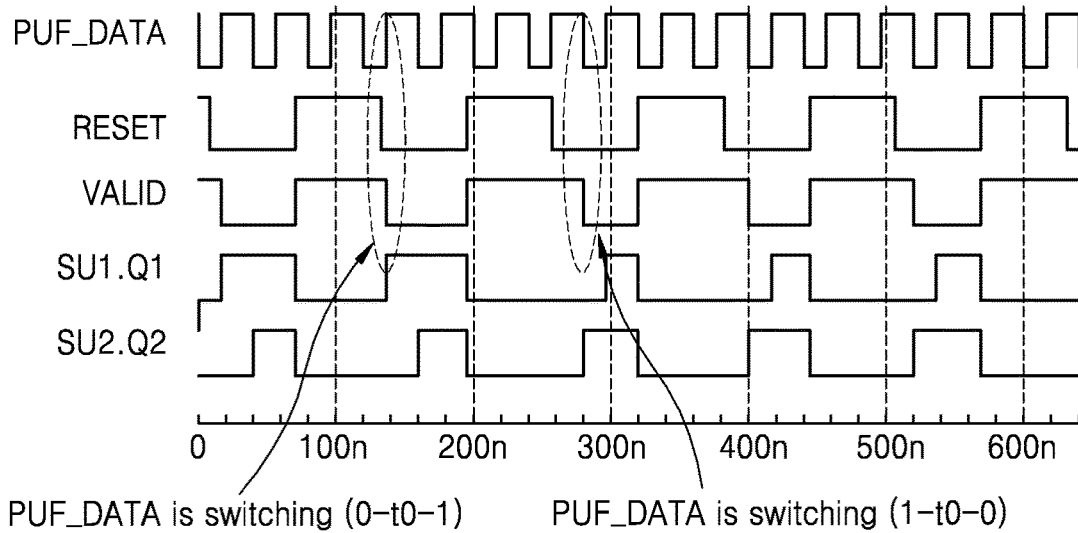 PUF_DATA
RESET
VALID
SU1.Q1
SU2.Q2
0 100n 200n 300n 400n 500n 600n
PUF_DATA is switching (0-t0-1) PUF_DATA is switching (1-t0-0)